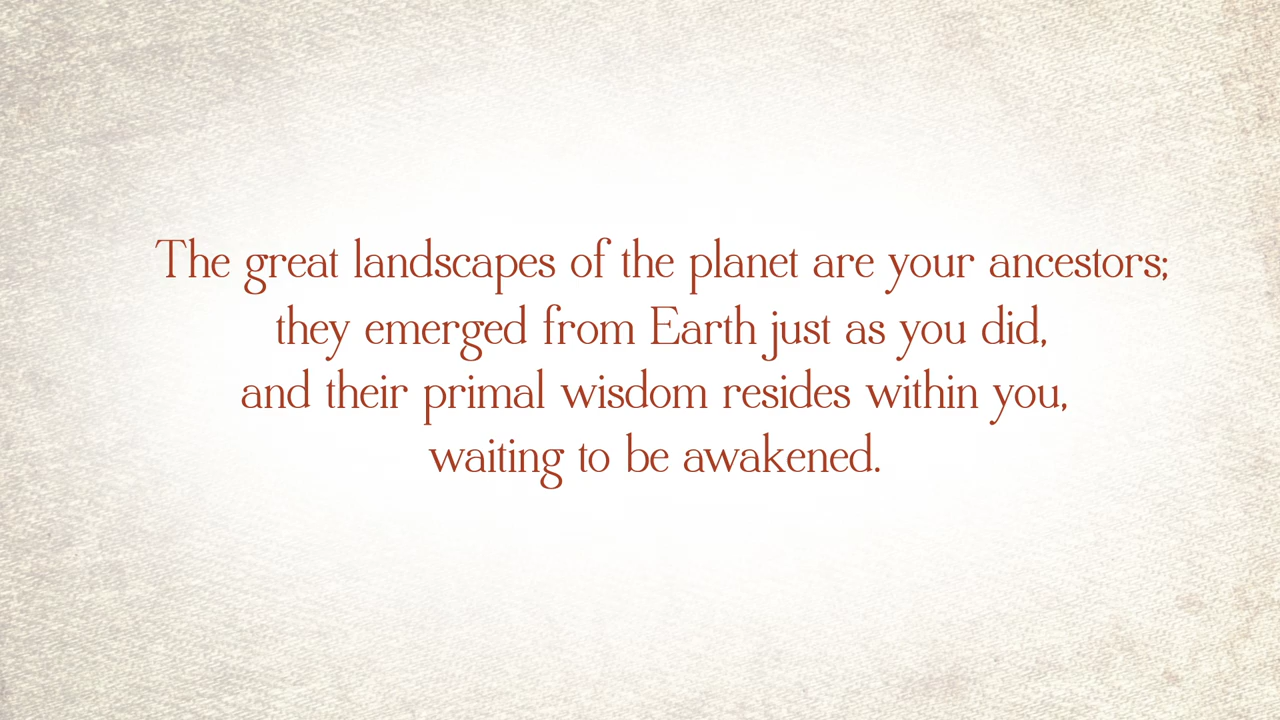 The great landscapes of the planet are your ancestors;
they emerged from Earth just as you did,
and their primal wisdom resides within you,
waiting to be awakened.